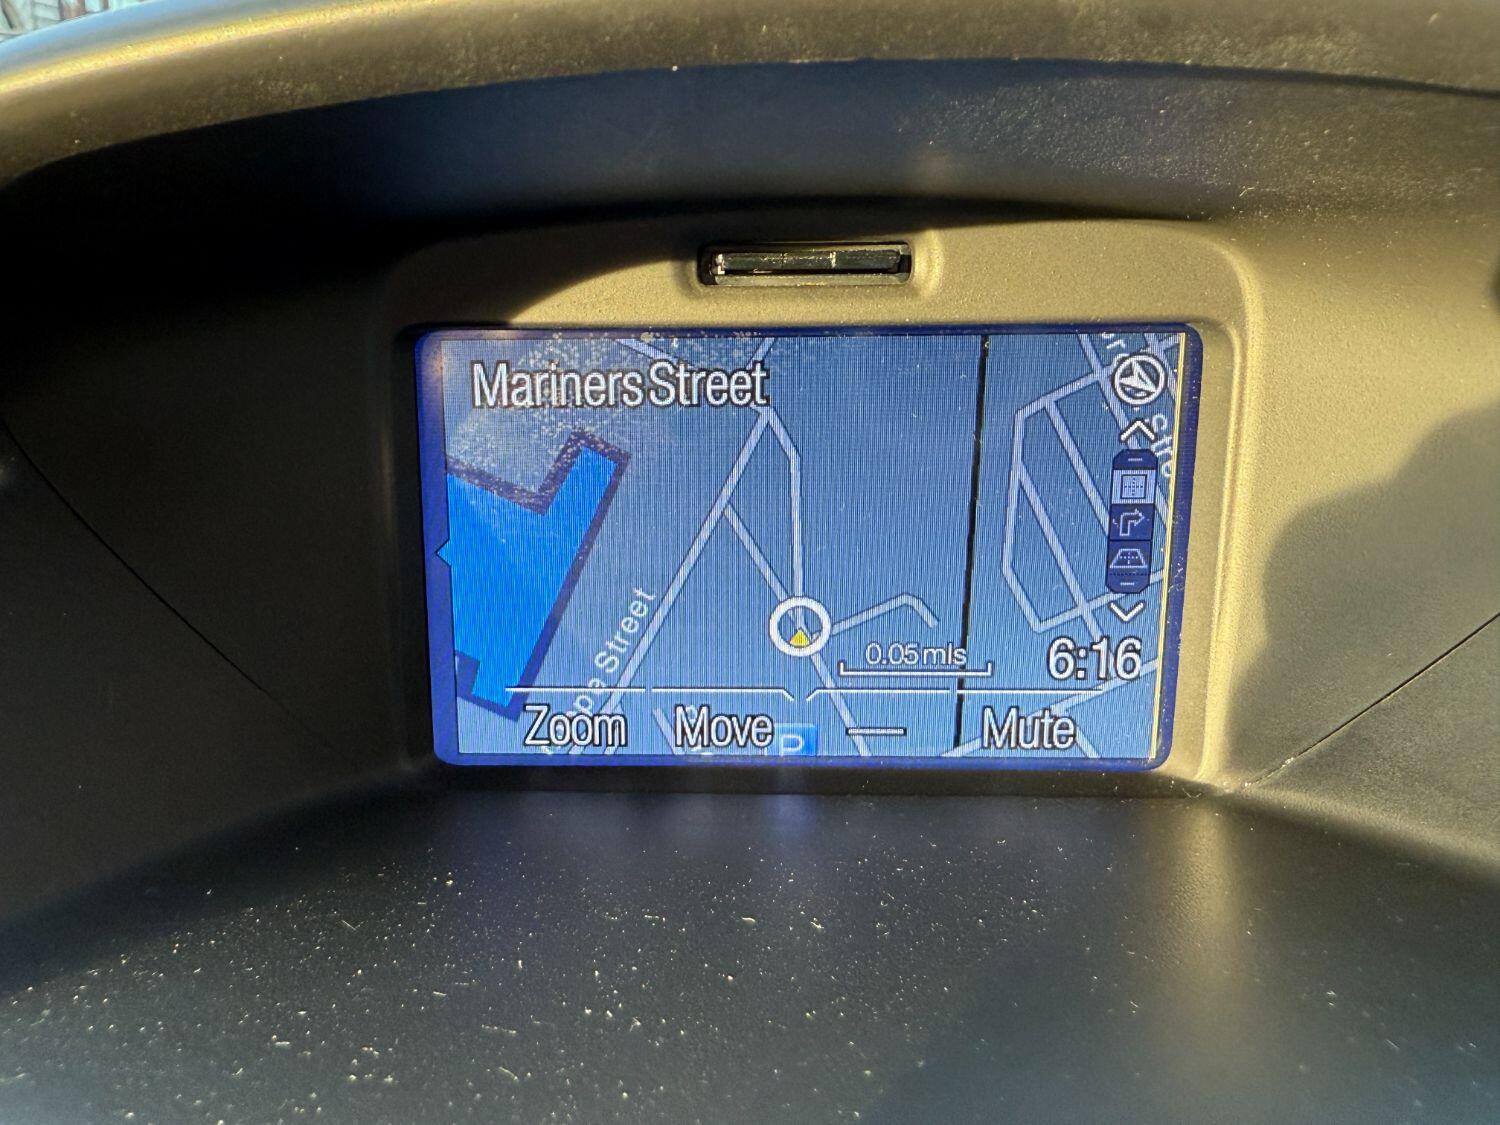 Mariners Street
Street
0.05 mls
6:16
Zoom Move Mute
P